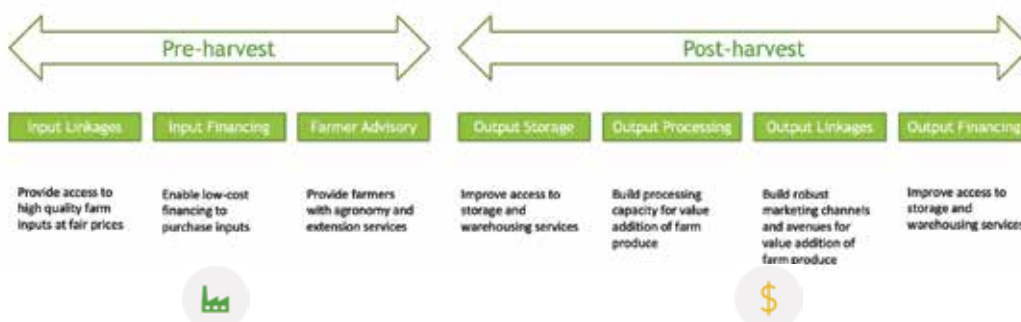 Pre-harvest
Post-harvest
Input Linkages
Input Financing
Farmer Advisory
Output Storage
Output Processing
Output Linkages
Output Financing
Provide access to
high quality farm
inputs at fair prices
Enable low-cost
financing to
purchase inputs
Provide farmers
with agronomy and
extension services
Improve access to
storage and
warehousing services
Build processing
capacity for value
addition of farm
produce
Build robust
marketing channels
and avenues for
value addition of
farm produce
Improve access to
storage and
warehousing services
$